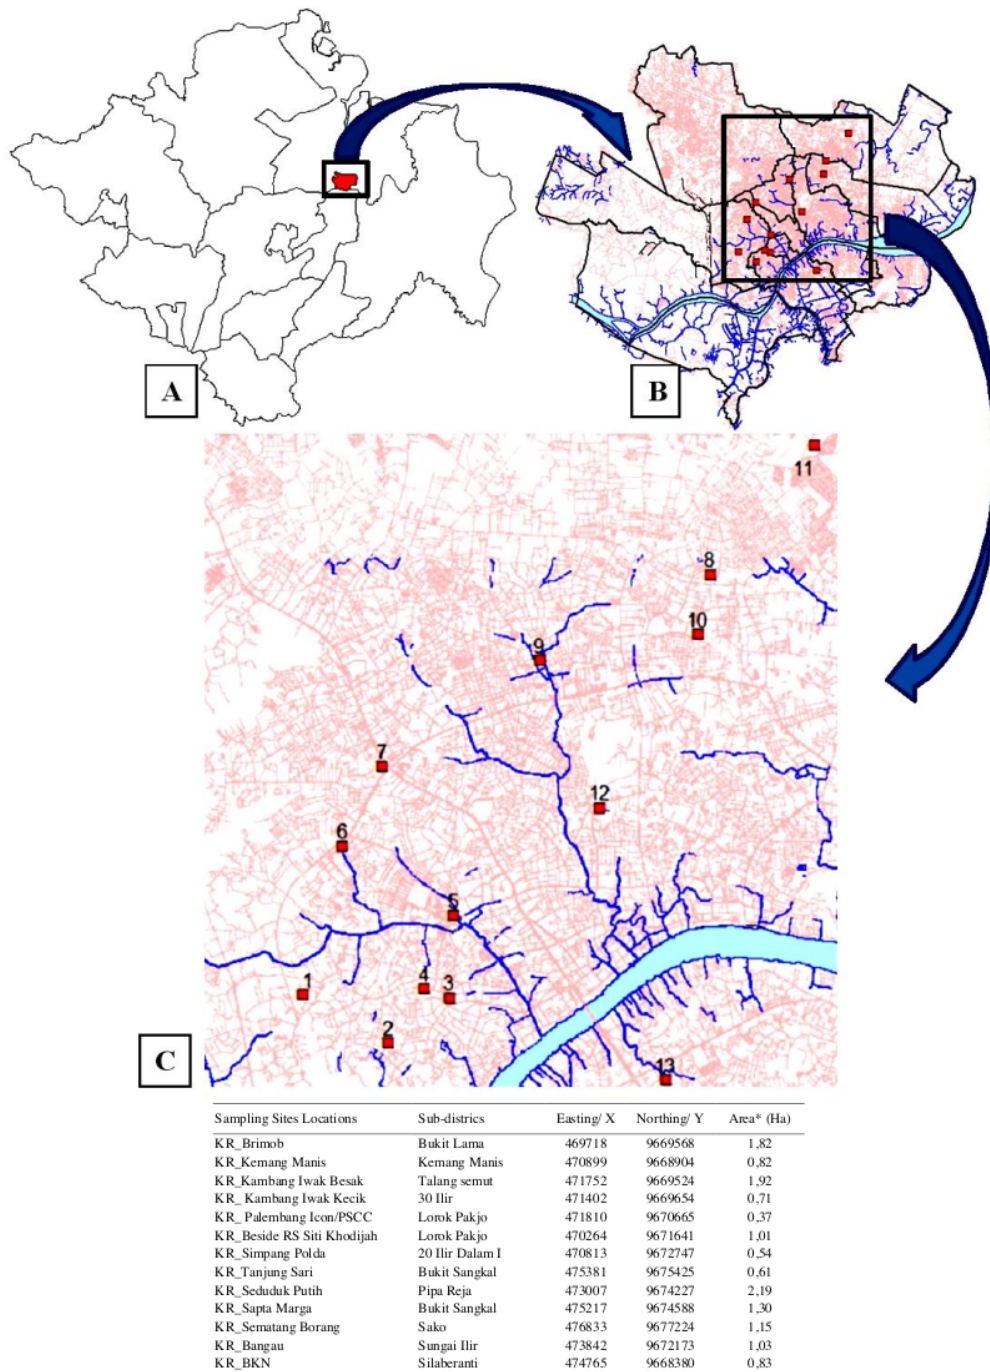 A
B
11
8
10
9
7
12
6
5
1
4
3
2
13
C
Sampling Sites Locations Sub-districs Easting/ X Northing/ Y Area* (Ha)
KR_Brimob Bukit Lama 469718 9669568 1,82
KR_Kemang Manis Kemang Manis 470899 9668904 0,82
KR_Kambang Iwak Besak Talang semut 471752 9669524 1,92
KR_ Kambang Iwak Kecik 30 Ilir 471402 9669654 0,71
KR_ Palembang Icon/PSCC Lorok Pakjo 471810 9670665 0,37
KR_Beside RS Siti Khodijah Lorok Pakjo 470264 9671641 1,01
KR_Simpang Polda 20 Ilir Dalam I 470813 9672747 0,54
KR_Tanjung Sari Bukit Sangkal 475381 9675425 0,61
KR_Seduduk Putih Pipa Reja 473007 9674227 2,19
KR_Sapta Marga Bukit Sangkal 475217 9674588 1,30
KR_Sematang Borang Sako 476833 9677224 1,15
KR_Bangau Sungai Ilir 473842 9672173 1,03
KR_BKN Silaberanti 474765 9668380 0,83